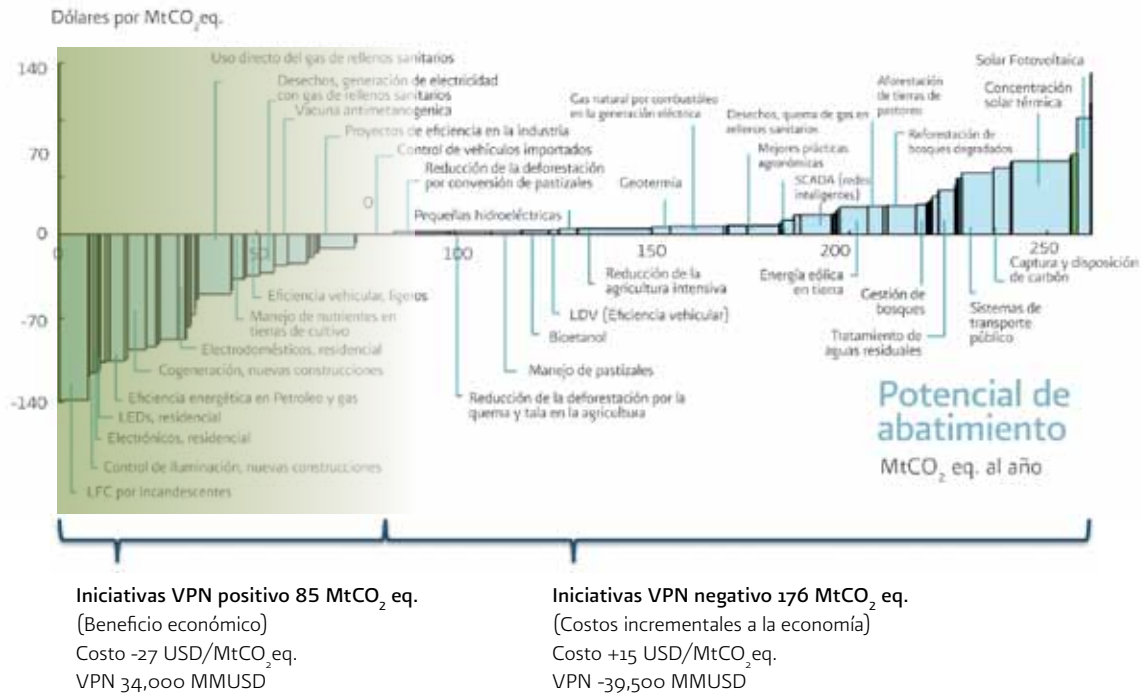 Dólares por MtCO2eq.
140
70
0
-70
-140
Uso directo del gas de rellenos sanitarios
Desechos, generación de electricidad
con gas de rellenos sanitarios
Vacuna antimetanogenica
Proyectos de eficiencia en la industria
Control de vehículos importados
Reducción de la deforestación
por conversión de pastizales
0
Pequeñas hidroeléctricas
Gas natural por combustóleo
en la generación eléctrica
Geotermia
Desechos, quema de gas en
rellenos sanitarios
Mejores prácticas
agronómicas
SCADA (redes
inteligentes)
Aforestación
de tierras de
pastoreo
Reforestación de
bosques degradados
Solar Fotovoltaica
Concentración
solar térmica
0
50
100
150
200
250
Eficiencia vehicular, ligeros
Manejo de nutrientes en
tierras de cultivo
Electrodomésticos, residencial
Cogeneración, nuevas construcciones
Eficiencia energética en Petroleo y gas
LEDs, residencial
Electrónicos, residencial
Control de iluminación, nuevas construcciones
LFC por Incandescentes
Reducción de la
agricultura intensiva
LDV (Eficiencia vehicular)
Bioetanol
Manejo de pastizales
Reducción de la deforestación por la
quema y tala en la agricultura
Energía eólica
en tierra
Gestión de
bosques
Tratamiento de
aguas residuales
Captura y disposición
de carbón
Sistemas de
transporte
público
Potencial de
abatimiento
MtCO2 eq. al año
Iniciativas VPN positivo 85 MtCO2 eq.
(Beneficio económico)
Costo -27 USD/MtCO2eq.
VPN 34,000 MMUSD
Iniciativas VPN negativo 176 MtCO2 eq.
(Costos incrementales a la economía)
Costo +15 USD/MtCO2eq.
VPN -39,500 MMUSD